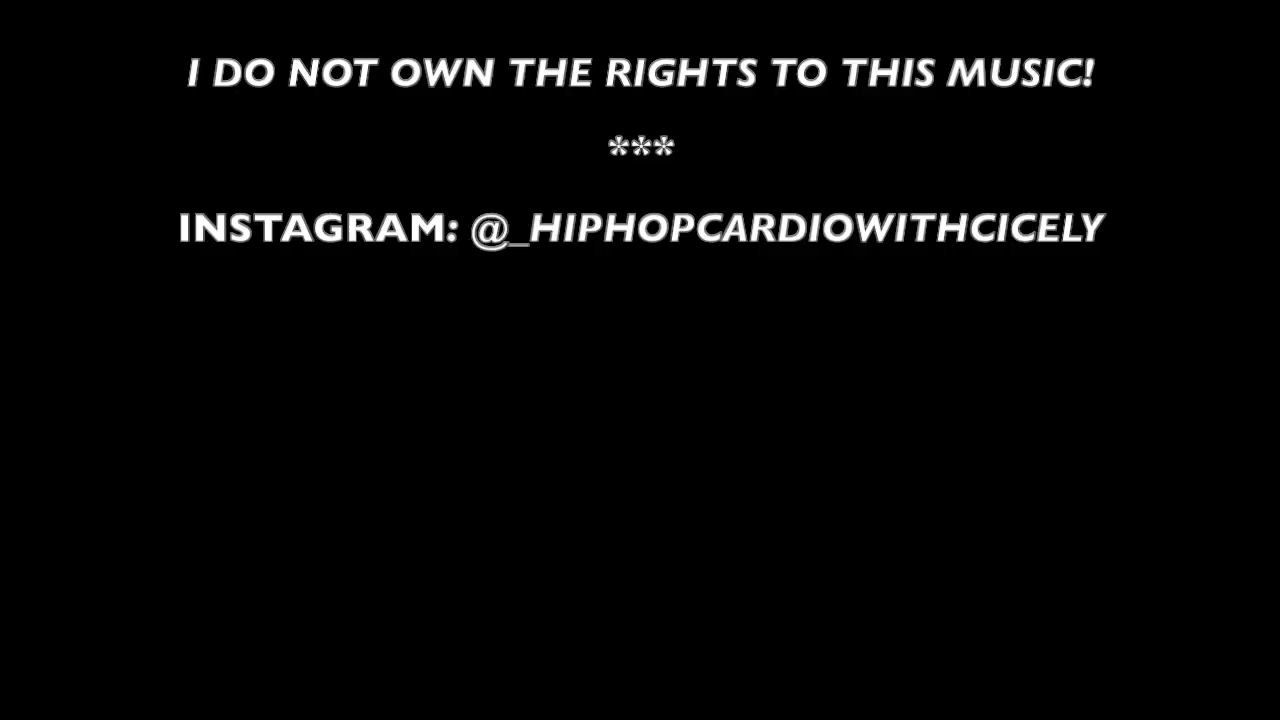 I DO NOT OWN THE RIGHTS TO THIS MUSIC!
***
INSTAGRAM: @_HIPHOPCARDIOWITHCICELY